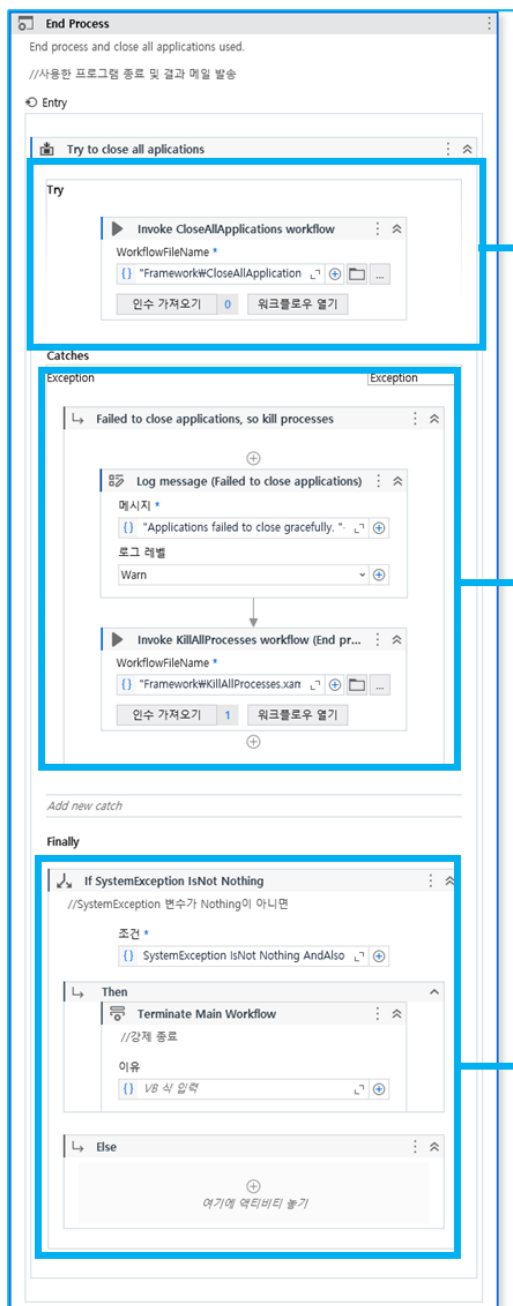 End Process
End process and close all applications used.
//사용한 프로그램 종료 및 결과 메일 발송
Entry
Try to close all aplications
Try
Invoke CloseAllApplications workflow
WorkflowFileName *
{} "Framework₩CloseAllApplication
...
인수 가져오기 0 워크플로우 열기
Catches
Exception Exception
Failed to close applications, so kill processes
Log message (Failed to close applications)
메시지 *
{} "Applications failed to close gracefully. "
로그 레벨
Warn
Invoke KillAllProcesses workflow (End pr...
WorkflowFileName *
{} "Framework₩KillAllProcesses.xam
...
인수 가져오기 1 워크플로우 열기
Add new catch
Finally
If SystemException IsNot Nothing
//SystemException 변수가 Nothing이 아니면
조건 *
{} SystemException IsNot Nothing AndAlso
Then
Terminate Main Workflow
//강제 종료
이유
{} VB 식 입력
Else
여기에 액티비티 놓기